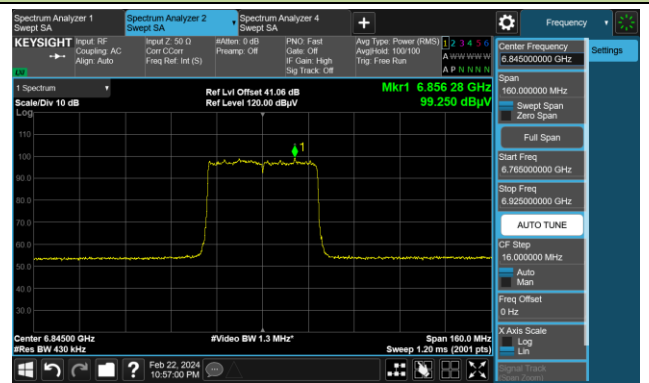 Spectrum Analyzer 1
Swept SA
Spectrum Analyzer 2
Swept SA
Spectrum Analyzer 4
Swept SA
Frequency
KEYSIGHT
Input: RF
Coupling: AC
Align: Auto
Input Z: 50 Ω
Corr CCorr
Freq Ref: Int (S)
#Atten: 0 dB
Preamp: Off
PNO: Fast
Gate: Off
IF Gain: High
Sig Track: Off
Avg Type: Power (RMS)
Avg|Hold: 100/100
Trig: Free Run
1 2 3 4 5 6
A W W W W W
A P N N N N
LW
1 Spectrum
Scale/Div 10 dB
Log
Ref Lvl Offset 41.06 dB
Ref Level 120.00 dBµV
Mkr1 6.856 28 GHz
99.250 dBµV
1
110
100
90.0
80.0
70.0
60.0
50.0
40.0
30.0
Center 6.84500 GHz
#Res BW 430 kHz
#Video BW 1.3 MHz*
Span 160.0 MHz
Sweep 1.20 ms (2001 pts)
Center Frequency
6.845000000 GHz
Settings
Span
160.000000 MHz
Swept Span
Zero Span
Full Span
Start Freq
6.765000000 GHz
Stop Freq
6.925000000 GHz
AUTO TUNE
CF Step
16.000000 MHz
Auto
Man
Freq Offset
0 Hz
X Axis Scale
Log
Lin
Signal Track
(Span Zoom)
Feb 22, 2024
10:57:00 PM